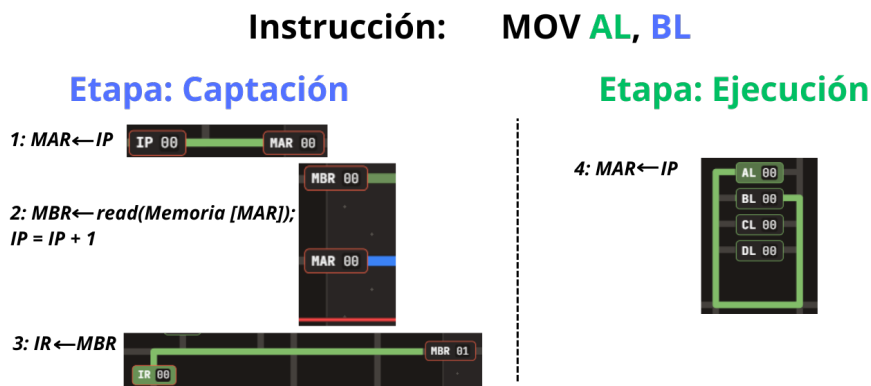 Instrucción: MOV AL, BL
Etapa: Captación
Etapa: Ejecución
1: MAR←IP
IP 00
MAR 00
2: MBR←read(Memoria [MAR]);
IP = IP + 1
MBR 00
MAR 00
3: IR←MBR
MBR 01
IR 00
4: MAR←IP
AL 00
BL 00
CL 00
DL 00